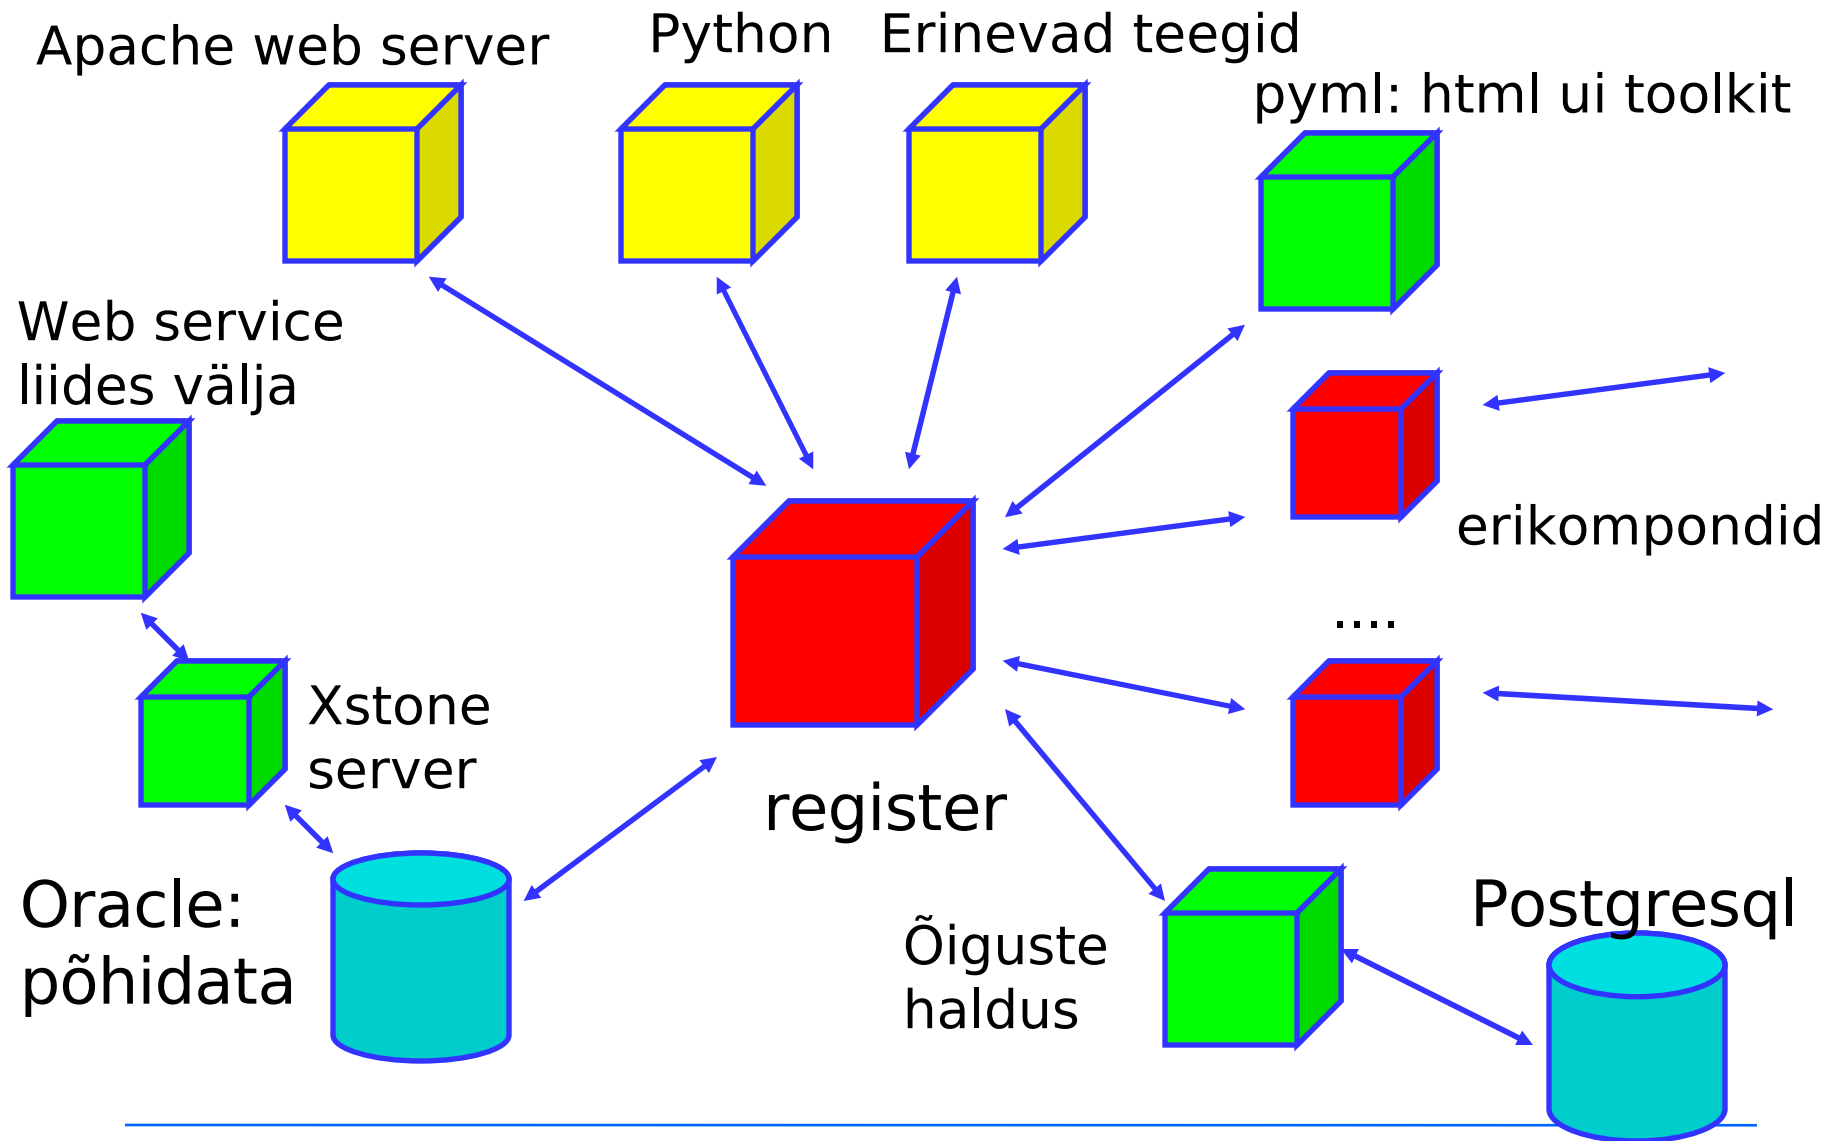 Apache web server
Python
Erinevad teegid
pyml: html ui toolkit
Web service
liides välja
erikompondid
....
Xstone
server
register
Oracle:
põhidata
Õiguste
haldus
Postgresql